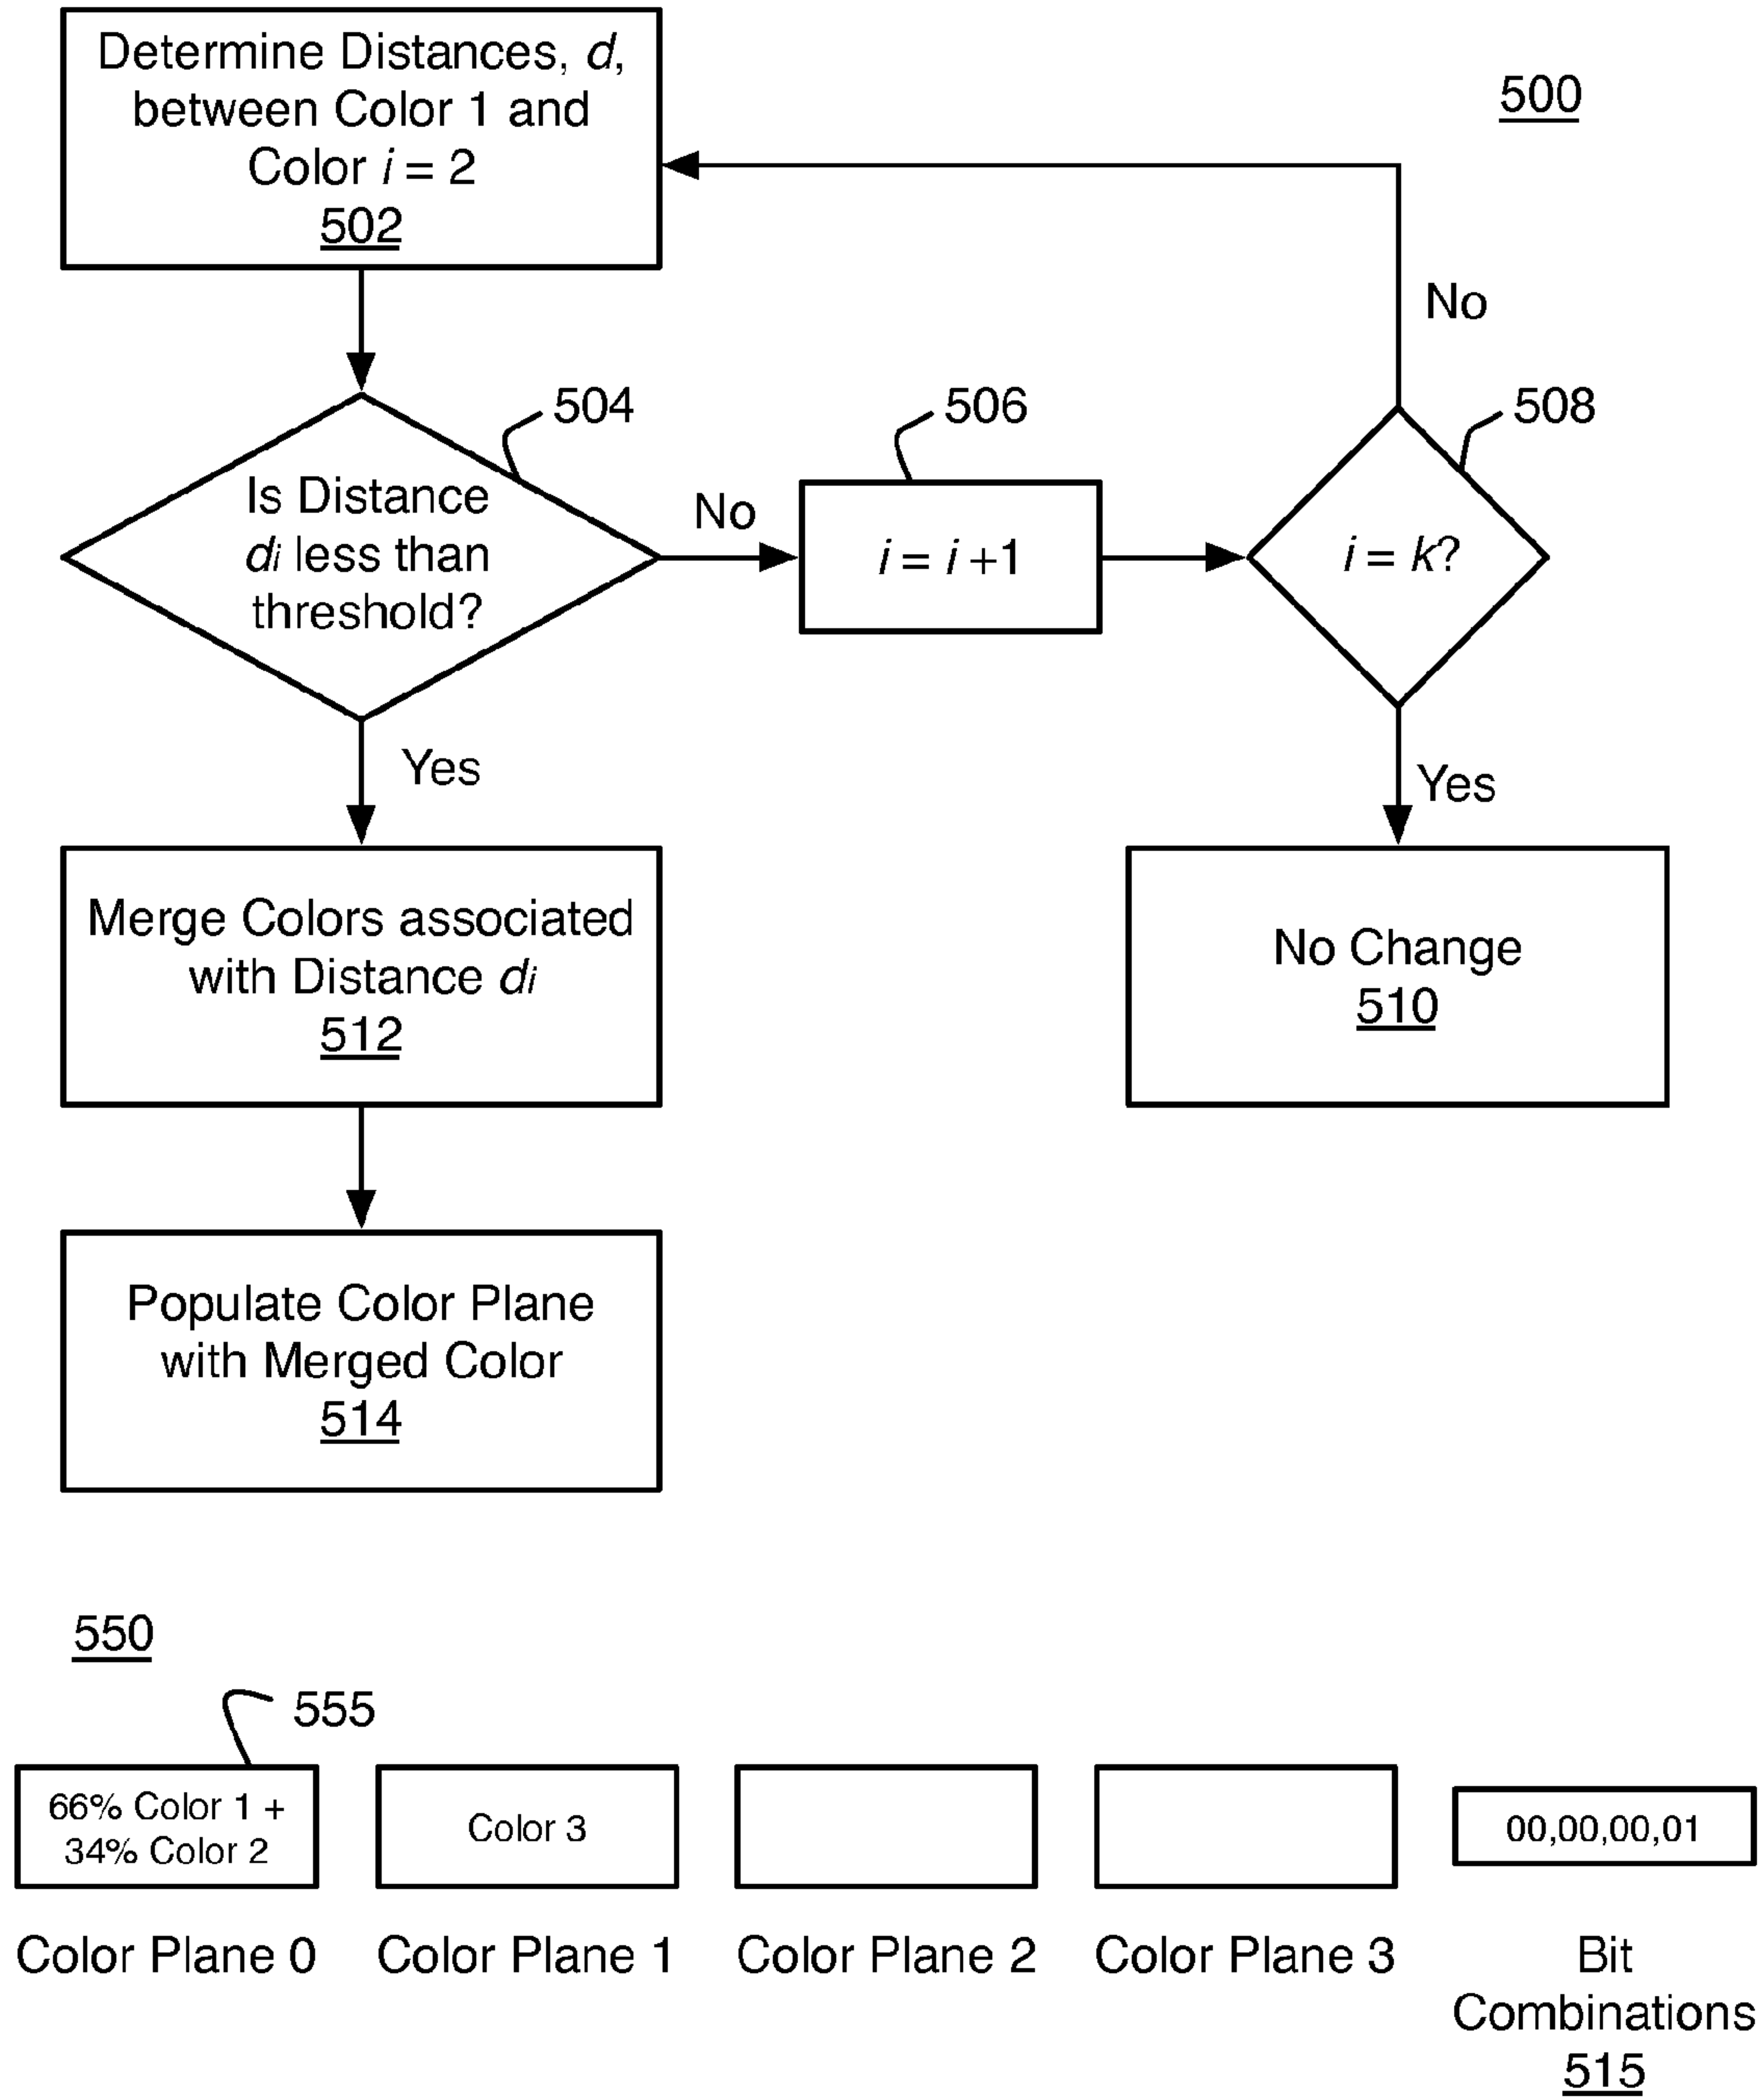 Determine Distances, d,
between Color 1 and
Color i = 2
502
500
No
504
506
508
Is Distance
di less than
threshold?
No
i = i +1
i = k?
Yes
Yes
Merge Colors associated
with Distance di
512
No Change
510
Populate Color Plane
with Merged Color
514
550
555
66% Color 1 +
34% Color 2
Color 3
00,00,00,01
Color Plane 0
Color Plane 1
Color Plane 2
Color Plane 3
Bit
Combinations
515